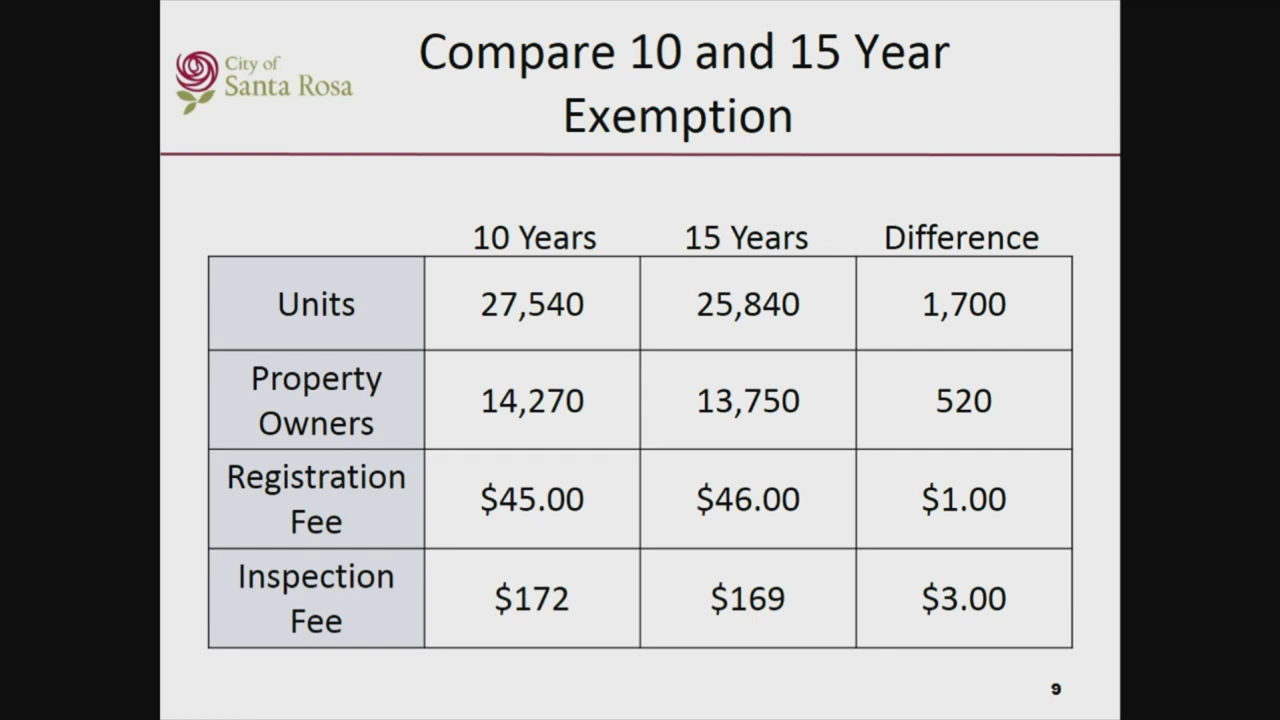 City of
Santa Rosa
Compare 10 and 15 Year
Exemption
10 Years 15 Years Difference
Units 27,540 25,840 1,700
Property
Owners 14,270 13,750 520
Registration
Fee $45.00 $46.00 $1.00
Inspection
Fee $172 $169 $3.00
9